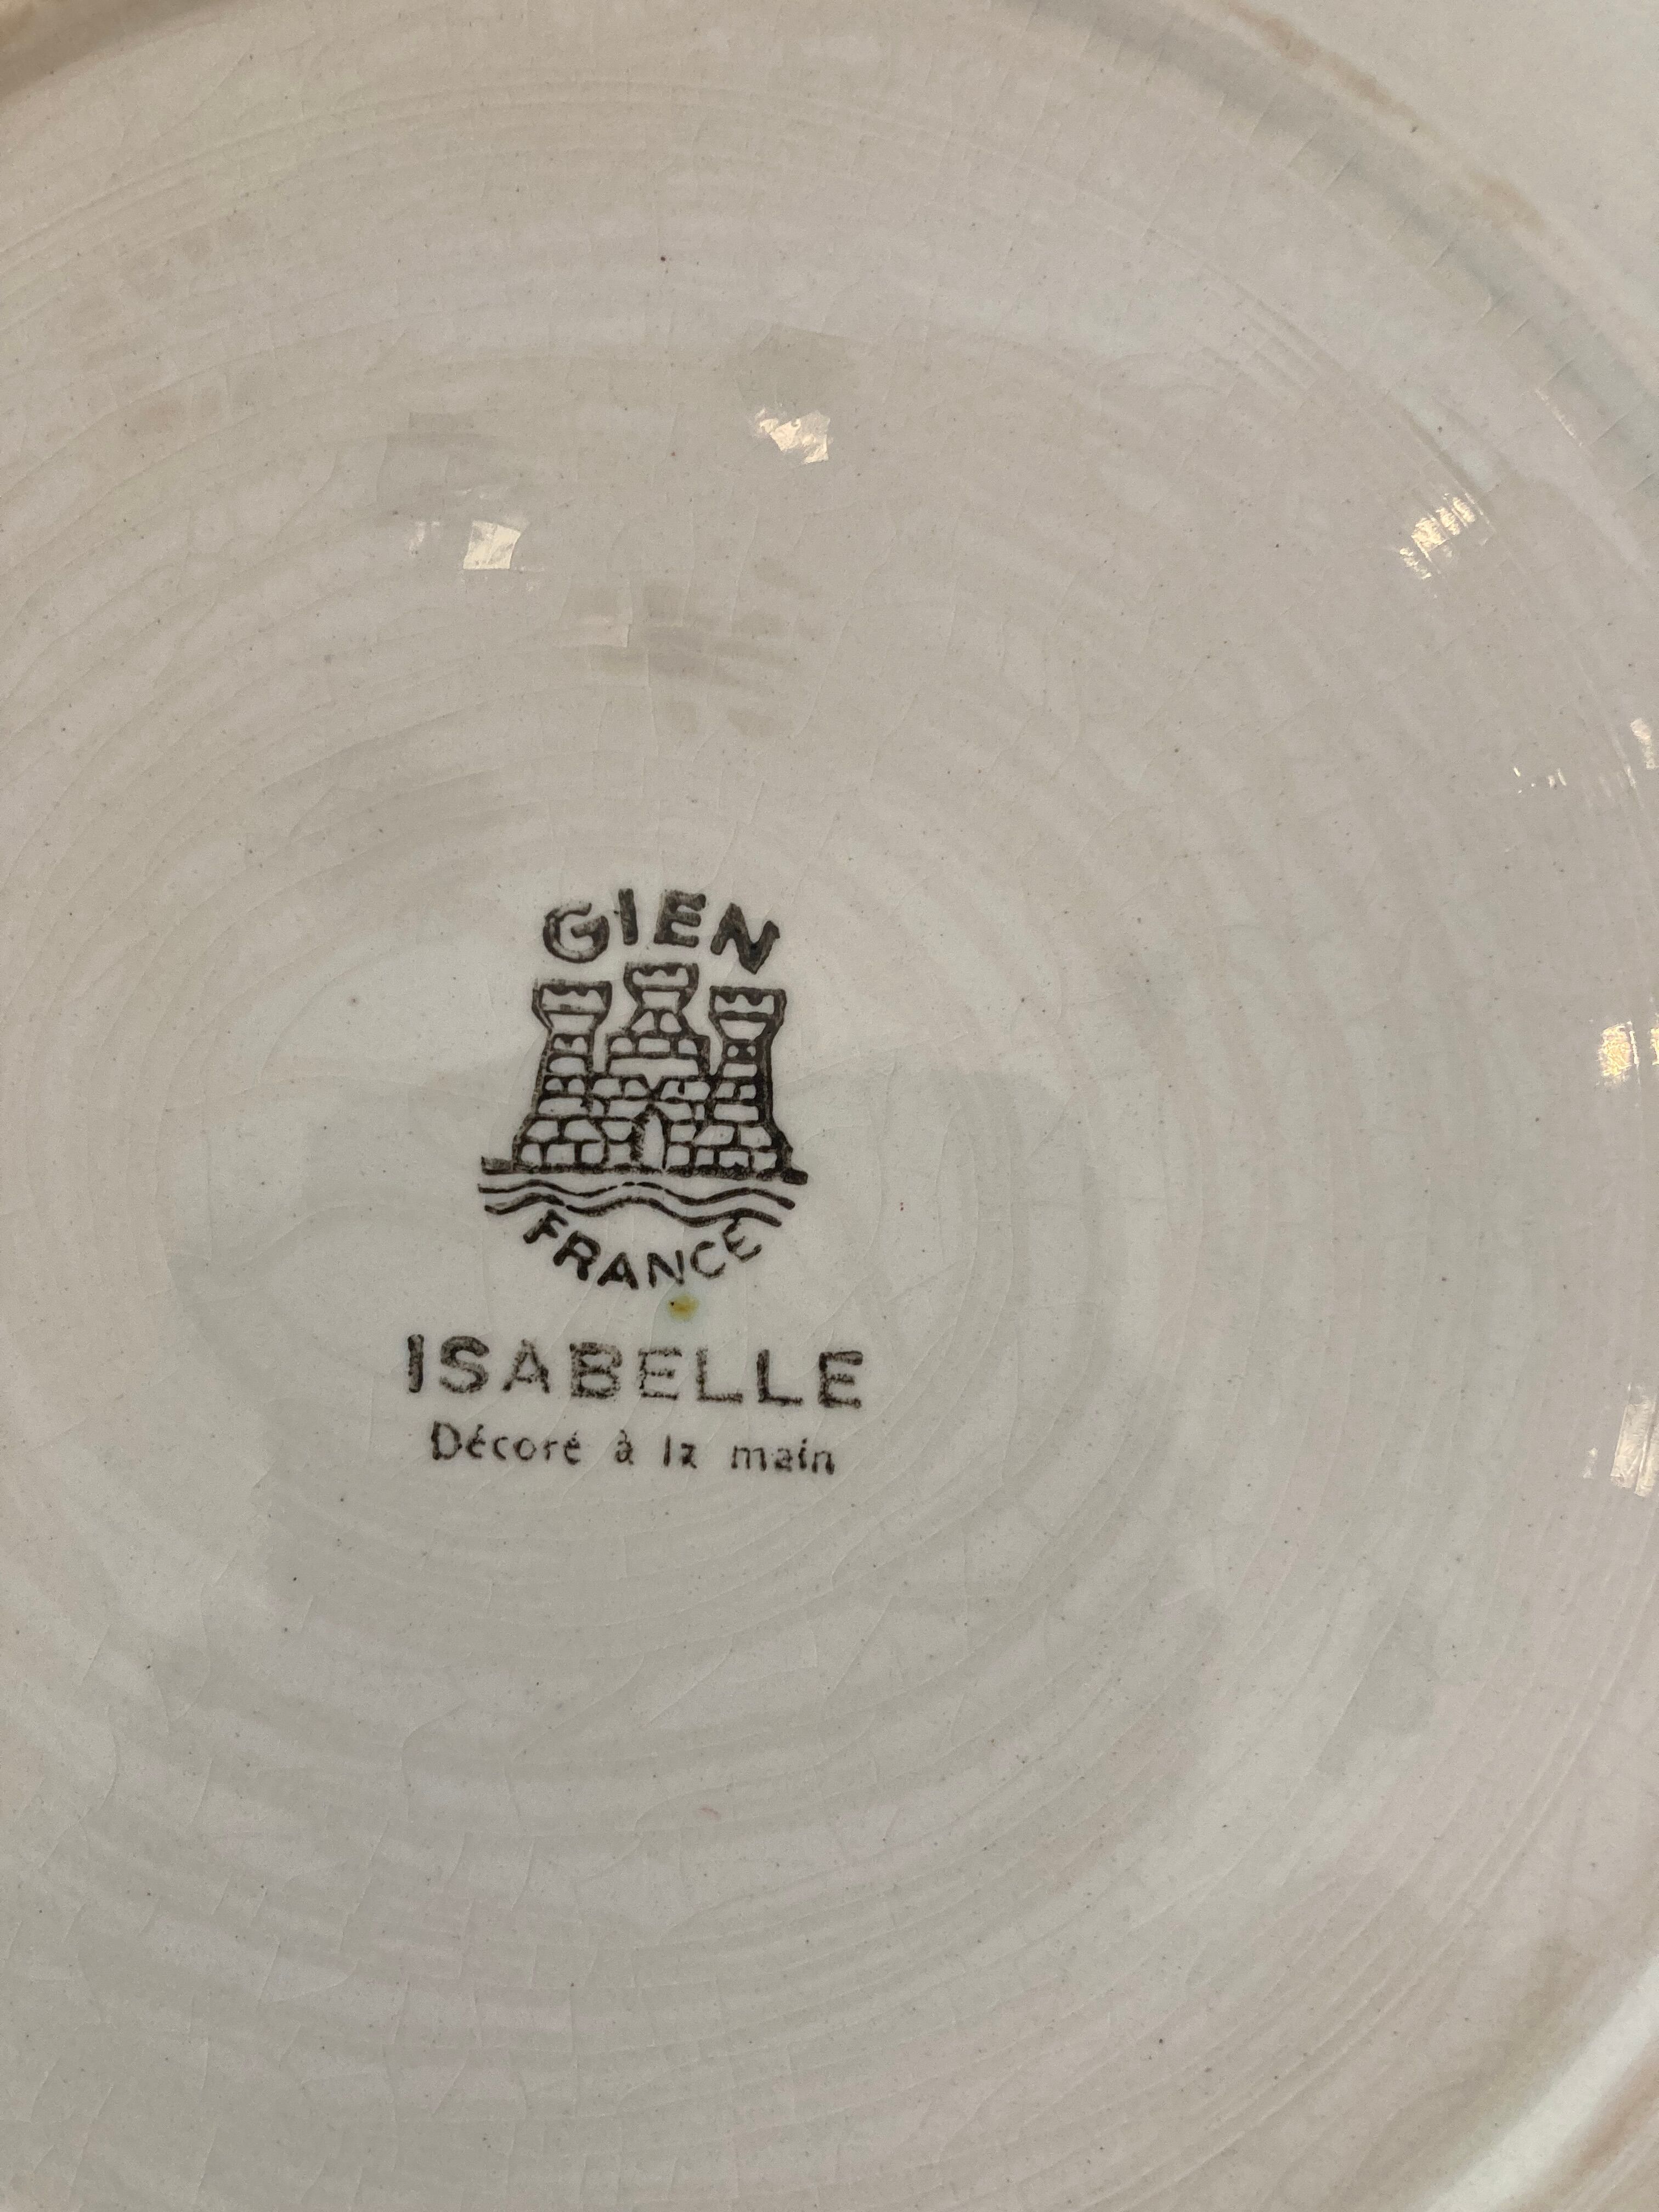 GIEN
FRANCE
ISABELLE
Décoré à la main